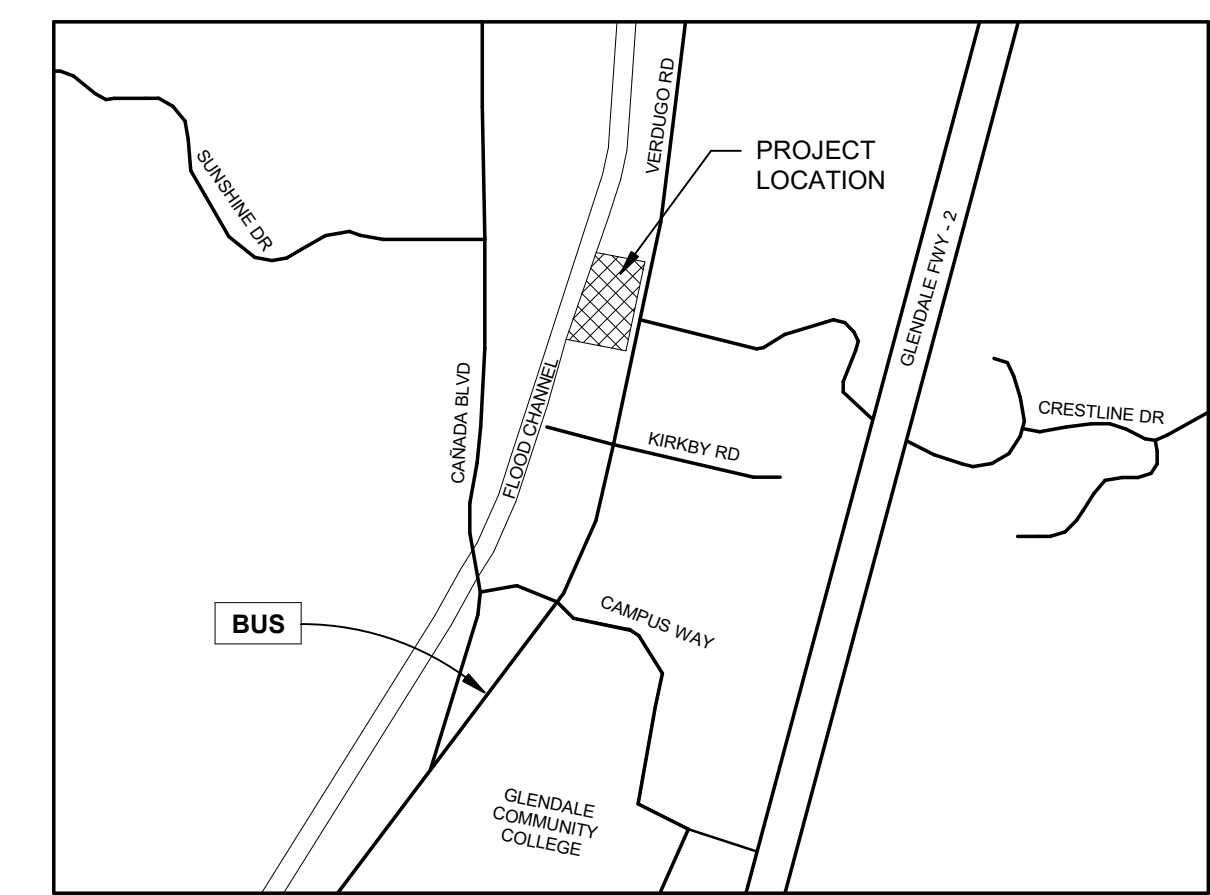 VERDUGO RD
PROJECT
LOCATION
SUNSHINE DR
GLENDALE FWY - 2
CAÑADA BLVD
FLOOD CHANNEL
CRESTLINE DR
KIRKBY RD
BUS
CAMPUS WAY
GLENDALE
COMMUNITY
COLLEGE